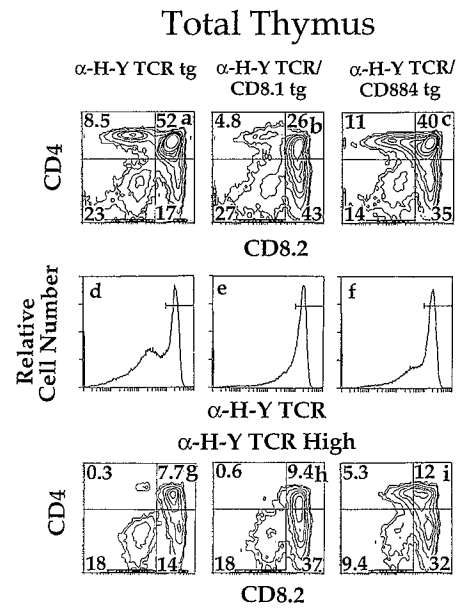 Total Thymus
α-H-Y TCR tg
α-H-Y TCR/
CD8.1 tg
α-H-Y TCR/
CD884 tg
CD4
8.5 52 a
23 17
4.8 26 b
27 43
11 40 c
14 35
CD8.2
Relative
Cell Number
d
e
f
α-H-Y TCR
α-H-Y TCR High
CD4
0.3 7.7 g
18 14
0.6 9.4 h
18 37
5.3 12 i
9.4 32
CD8.2